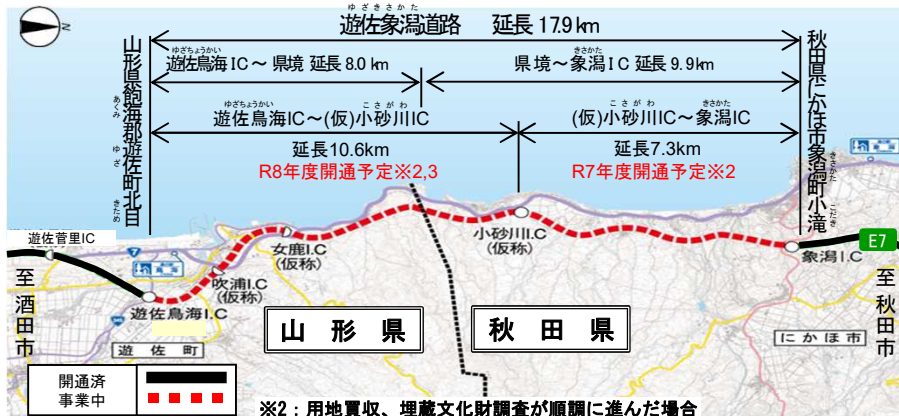 遊佐象潟道路 延長 17.9 km
ゆざきさかた
山形県飽海郡遊佐町北目
あくみ
ゆざ
きため
遊佐鳥海 IC～ 県境 延長 8.0 km
ゆざちょうかい
県境～象潟ＩＣ 延長 9.9km
きさかた
遊佐鳥海IC～(仮)小砂川IC
ゆざちょうかい
こさがわ
延長10.6km
R8年度開通予定※2,3
(仮)小砂川IC～象潟IC
こさがわ
きさかた
延長7.3km
R7年度開通予定※2
秋田県にかほ市象潟町小滝
きさかた
こだき
N
遊佐菅里IC
7
至酒田市
遊佐鳥海I.C
吹浦I.C
(仮称)
女鹿I.C
(仮称)
小砂川I.C
(仮称)
象潟I.C
E7
至秋田市
山形県
秋田県
遊佐町
にかほ市
345
開通済
事業中
※2：用地買収、埋蔵文化財調査が順調に進んだ場合